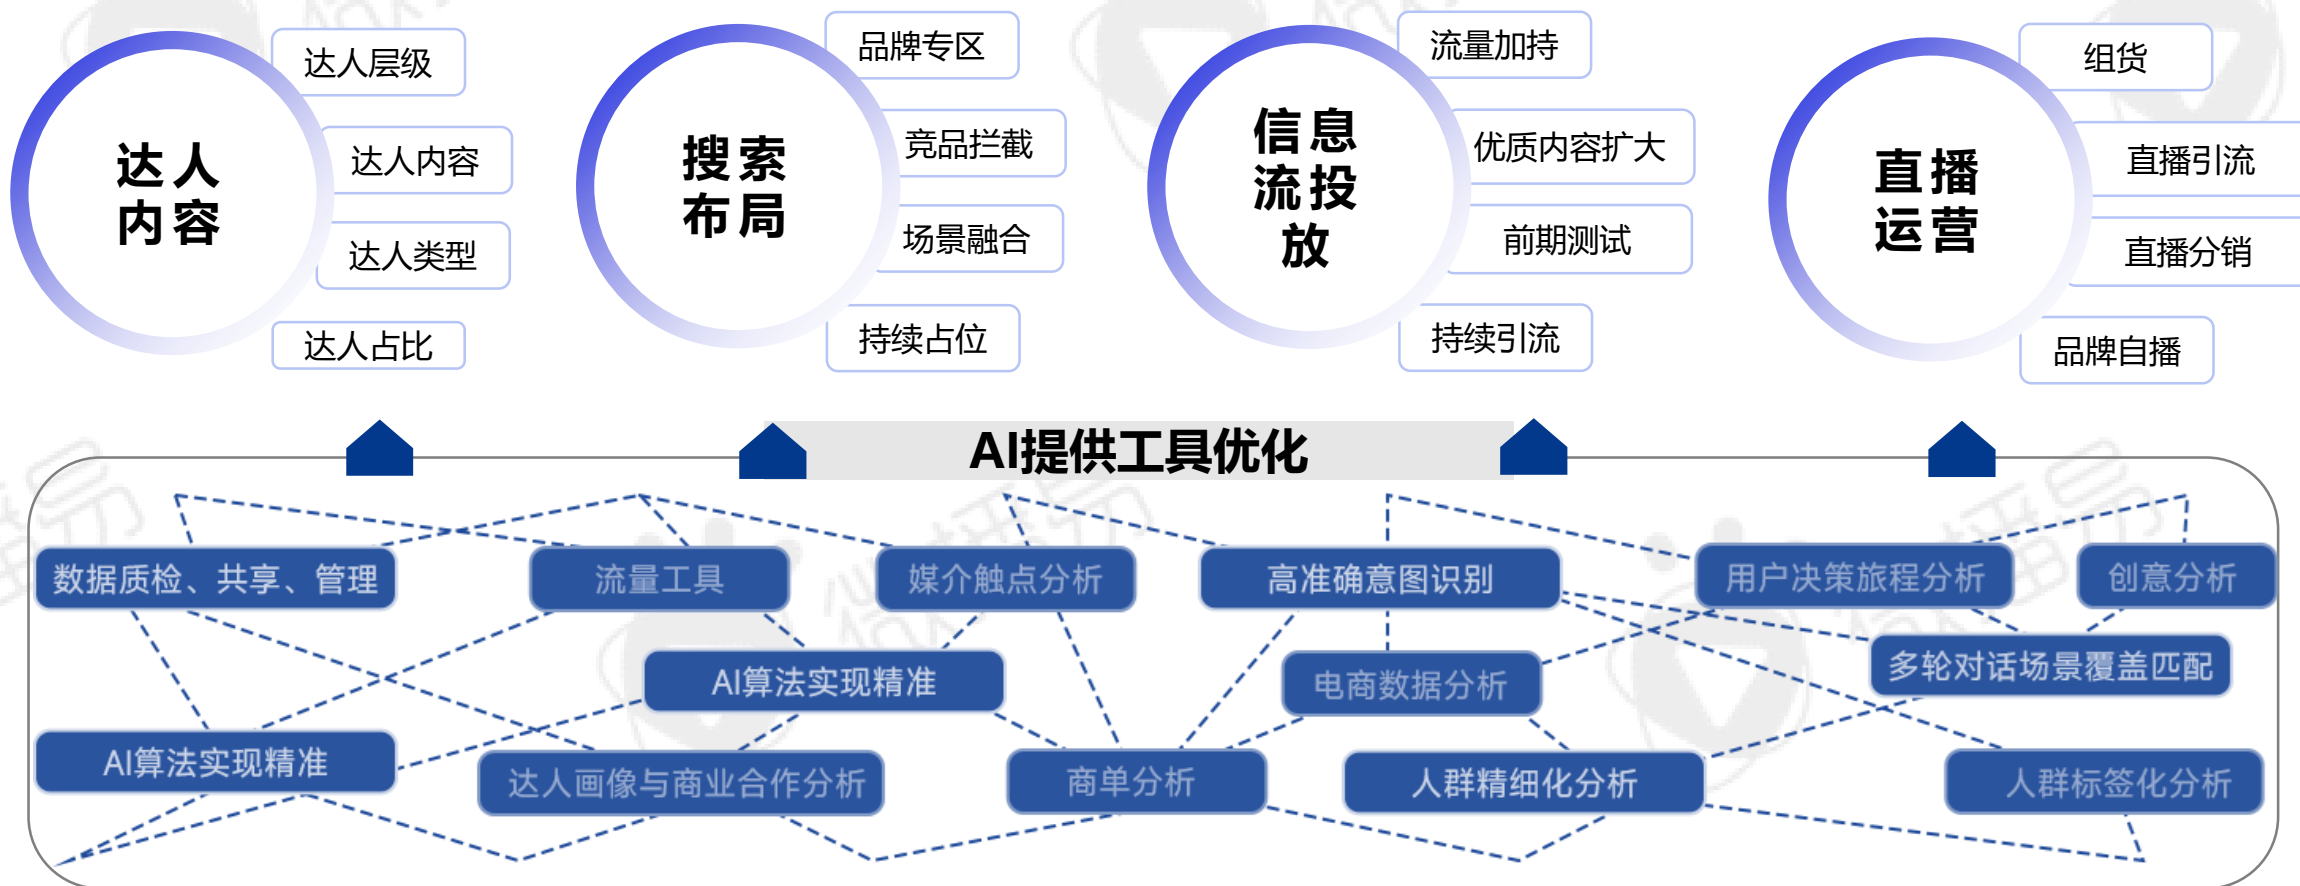 达人
内容
达人层级
达人内容
达人类型
达人占比
搜索
布局
品牌专区
竞品拦截
场景融合
持续占位
信息
流投
放
流量加持
优质内容扩大
前期测试
持续引流
直播
运营
组货
直播引流
直播分销
品牌自播
AI提供工具优化
数据质检、共享、管理
流量工具
媒介触点分析
高准确意图识别
用户决策旅程分析
创意分析
AI算法实现精准
电商数据分析
多轮对话场景覆盖匹配
AI算法实现精准
达人画像与商业合作分析
商单分析
人群精细化分析
人群标签化分析
微播易
微播易